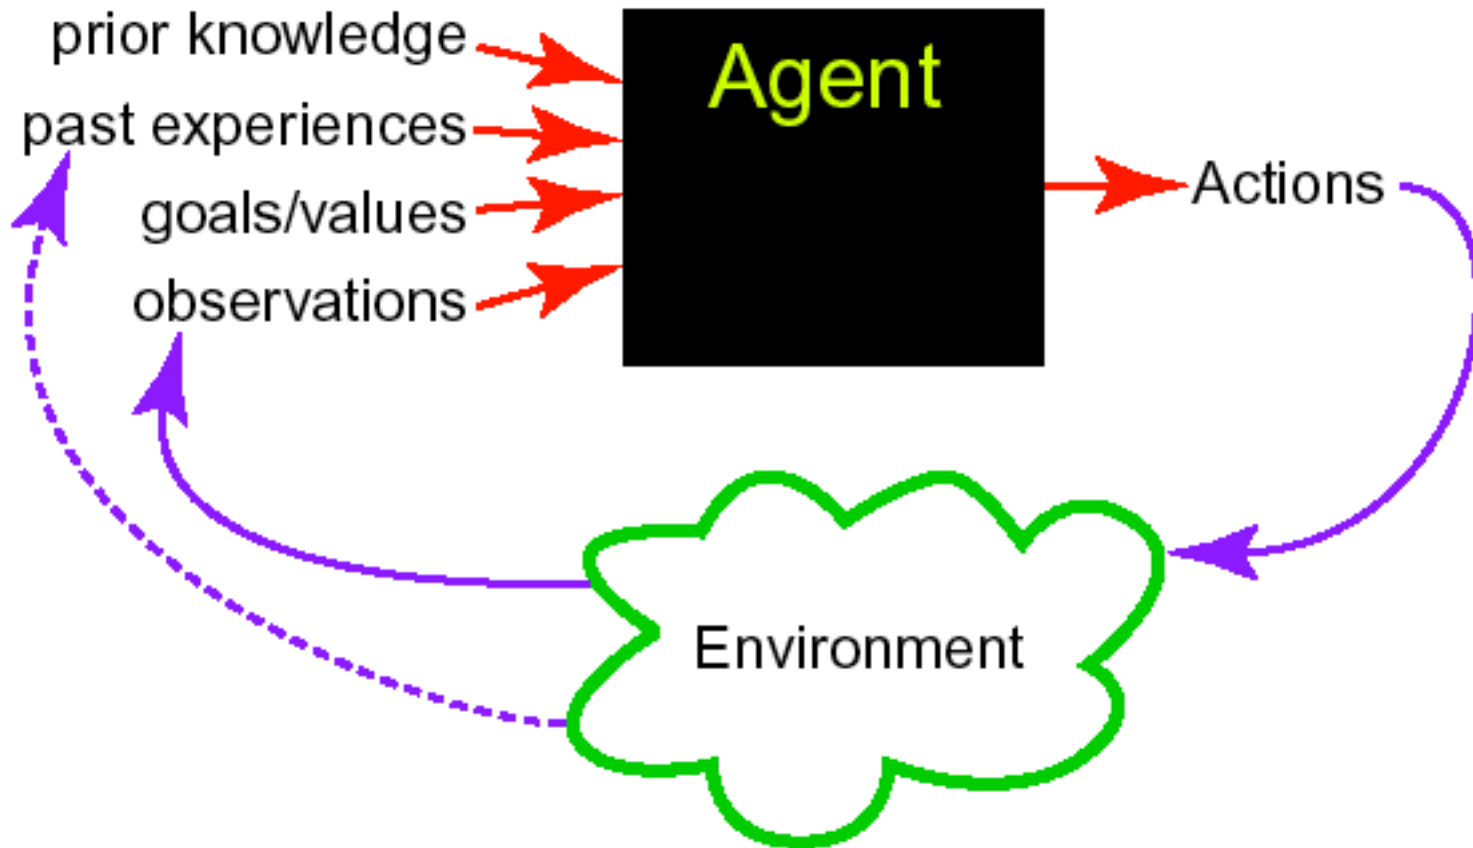 prior knowledge
past experiences
goals/values
observations
Agent
Actions
Environment